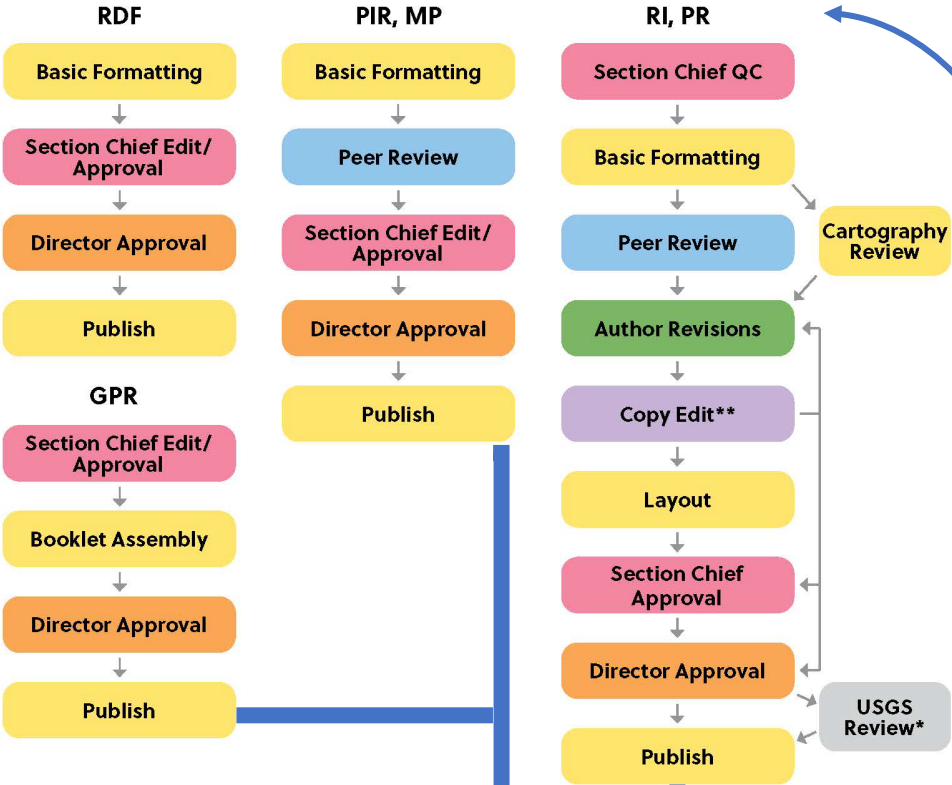 RDF
Basic Formatting
Section Chief Edit/
Approval
Director Approval
Publish
GPR
Section Chief Edit/
Approval
Booklet Assembly
Director Approval
Publish
PIR, MP
Basic Formatting
Peer Review
Section Chief Edit/
Approval
Director Approval
Publish
RI, PR
Section Chief QC
Basic Formatting
Cartography
Review
Peer Review
Author Revisions
Copy Edit**
Layout
Section Chief
Approval
Director Approval
USGS
Review*
Publish